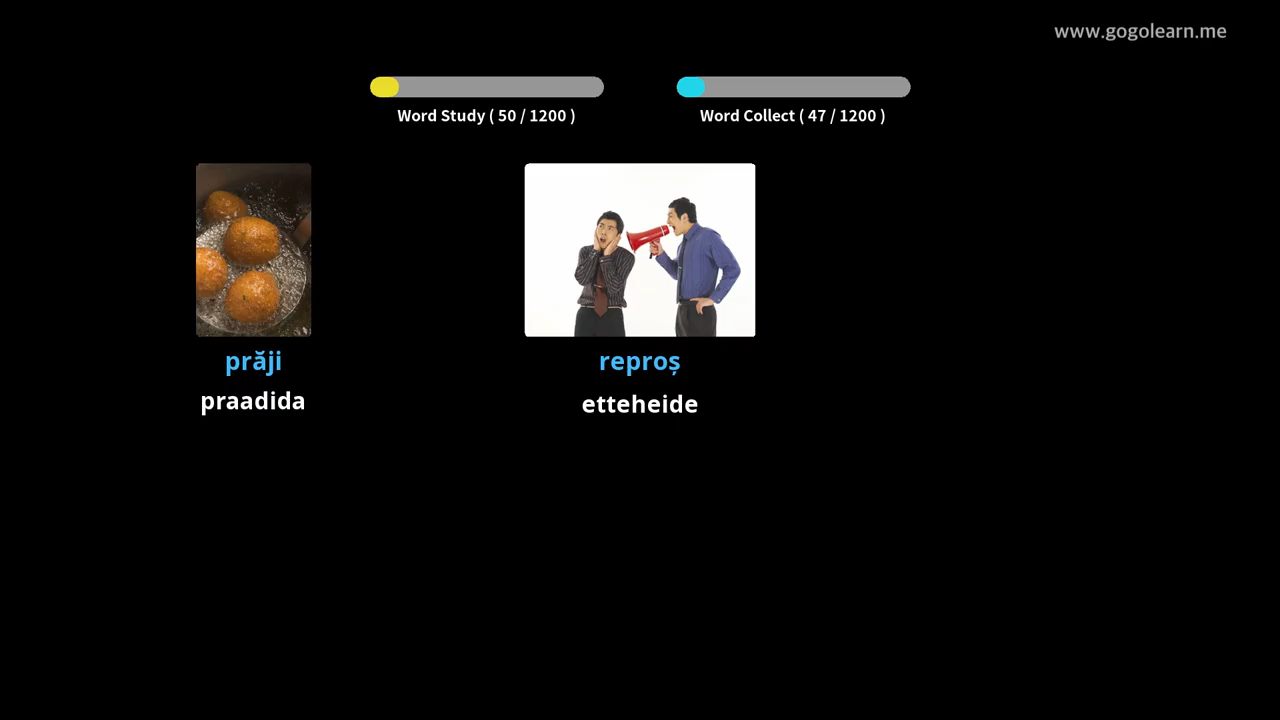 www.gogolearn.me
Word Study ( 50 / 1200 )
Word Collect ( 47 / 1200 )
prăji
praadida
reproș
etteheide